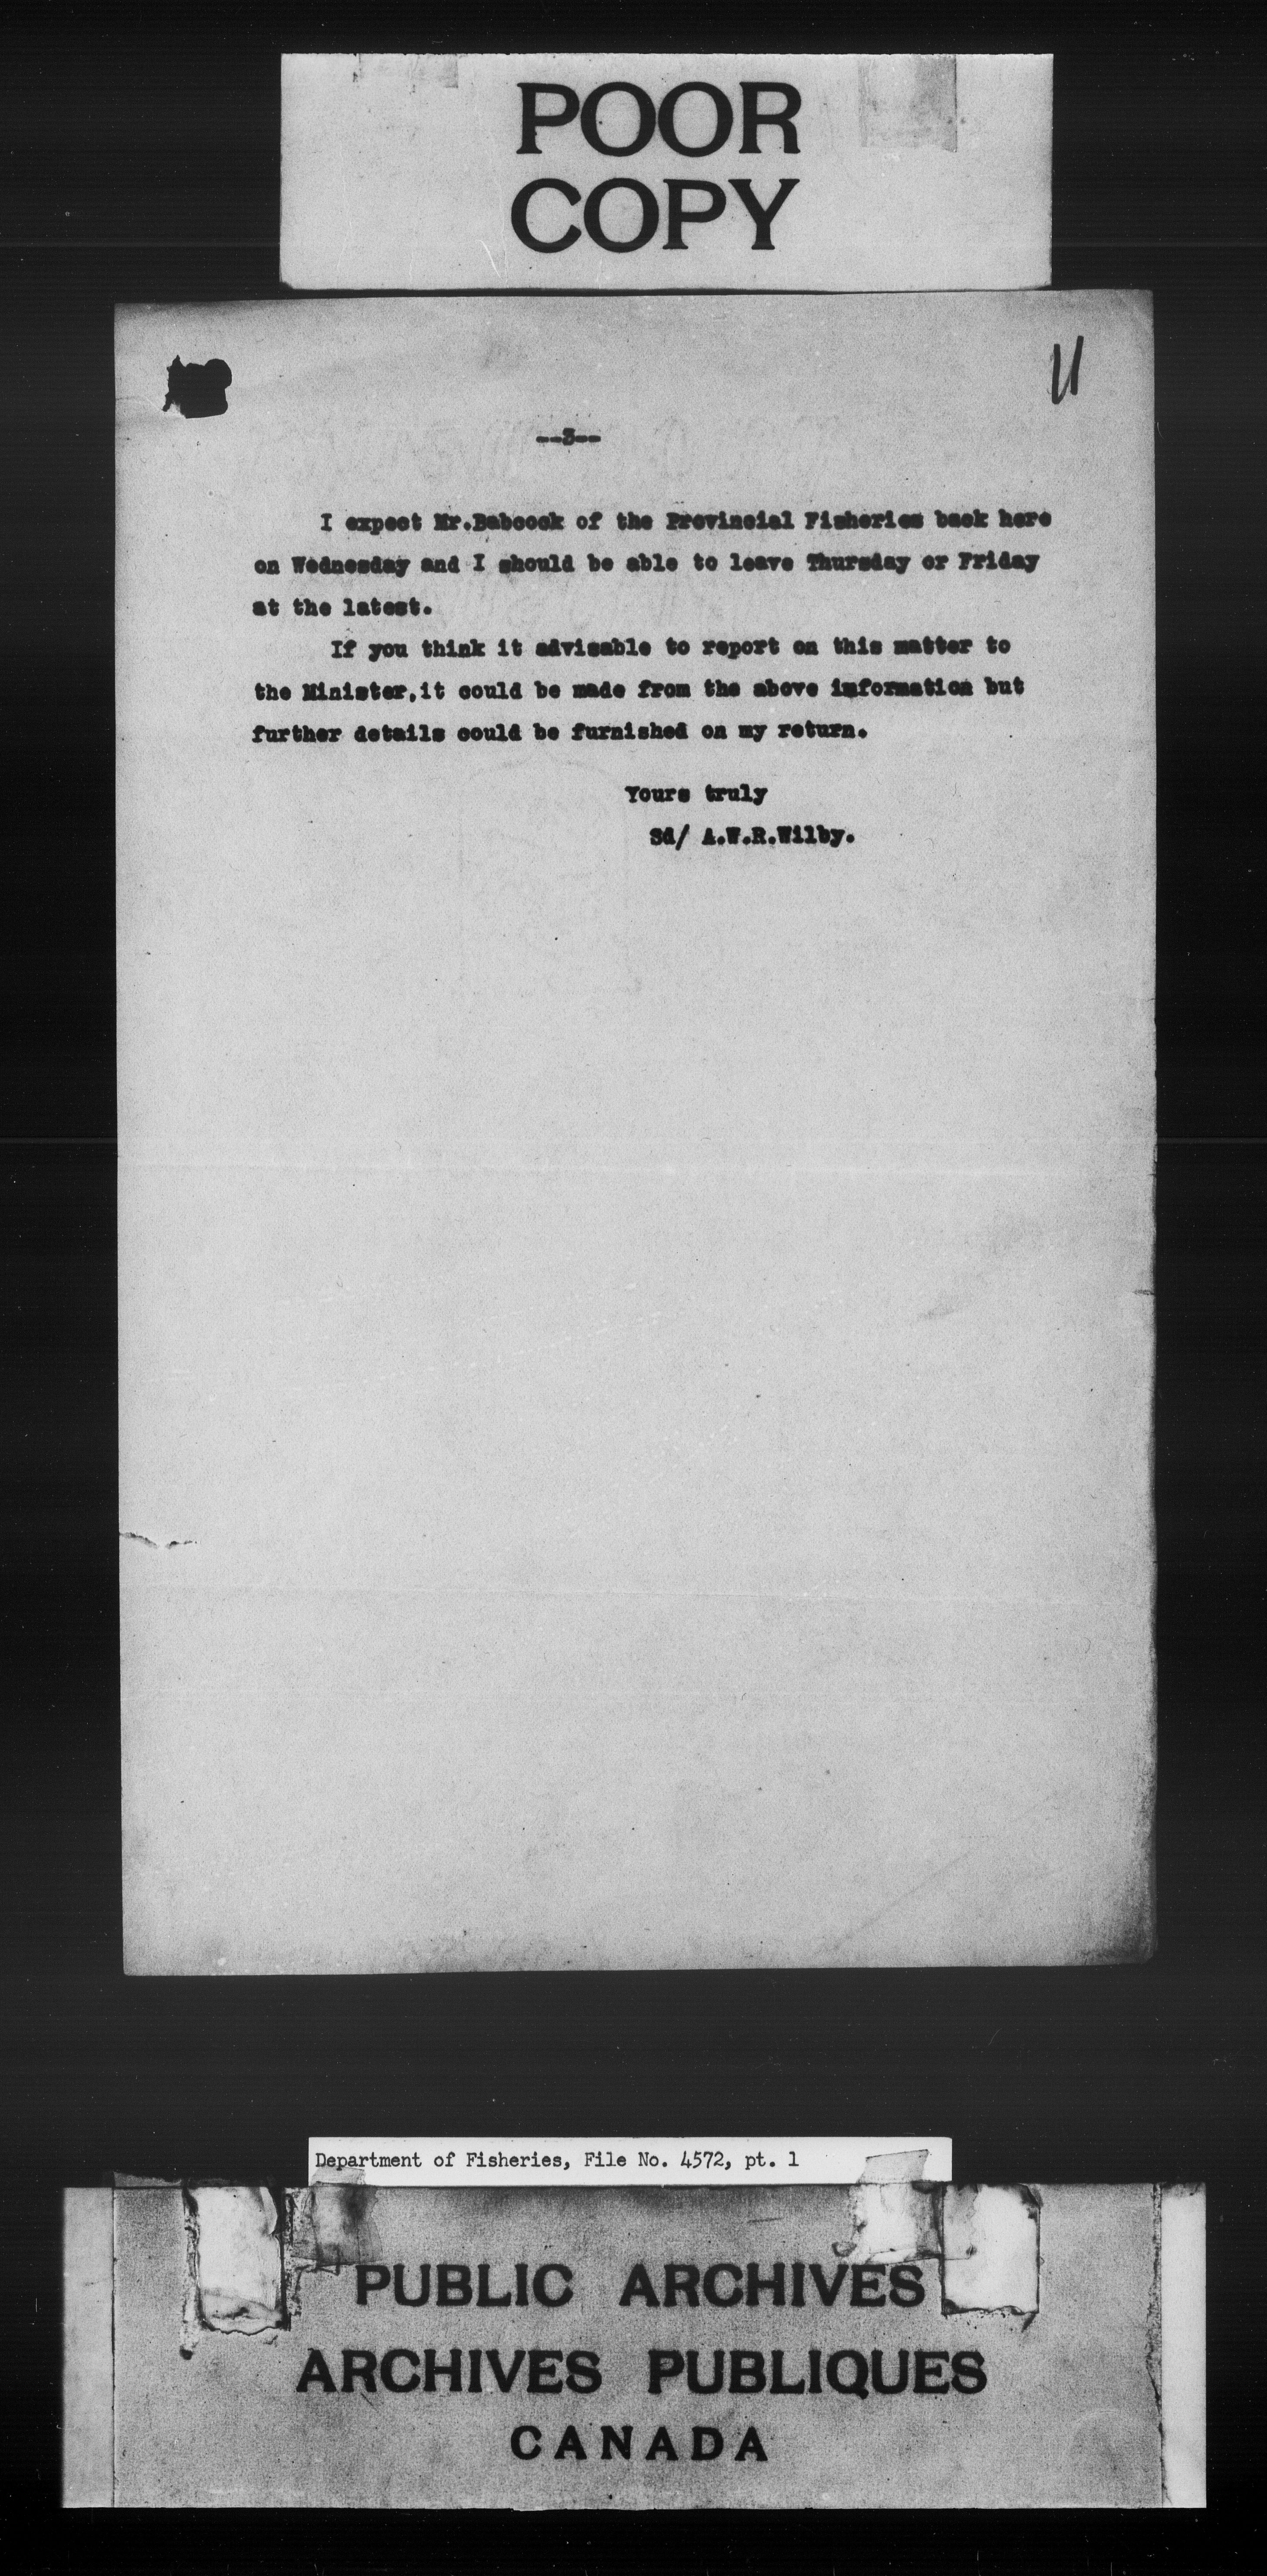 POOR
COPY
11
--3--
I expect Mr.Babcock of the Provincial Fisheries back here
on Wednesday and I should be able to leave Thursday or Friday
at the latest.
If you think it advisable to report on this matter to
the Minister,it could be made from the above information but
further details could be furnished on my return.
Yours truly
Sd/ A.W.R.Wilby.
Department of Fisheries, File No. 4572, pt. 1
PUBLIC ARCHIVES
ARCHIVES PUBLIQUES
CANADA